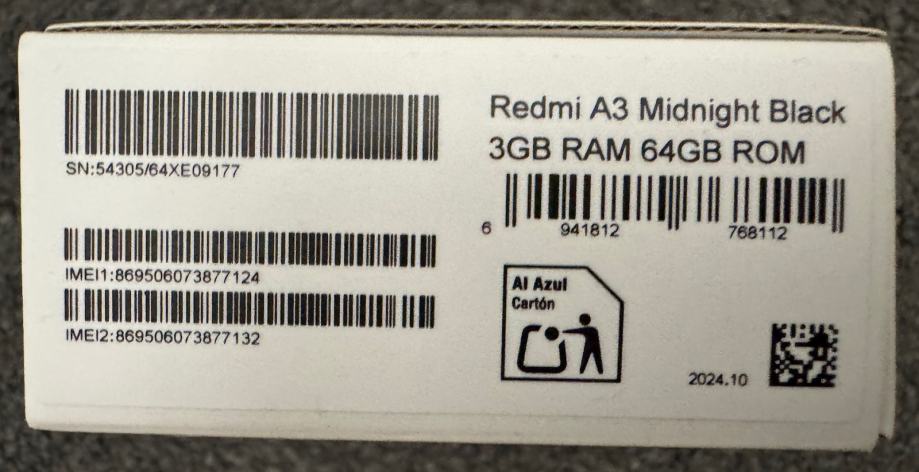 SN:54305/64XE09177
IMEI1:869506073877124
IMEI2:869506073877132
Redmi A3 Midnight Black
3GB RAM 64GB ROM
6 941812 768112
Al Azul
Cartón
2024.10